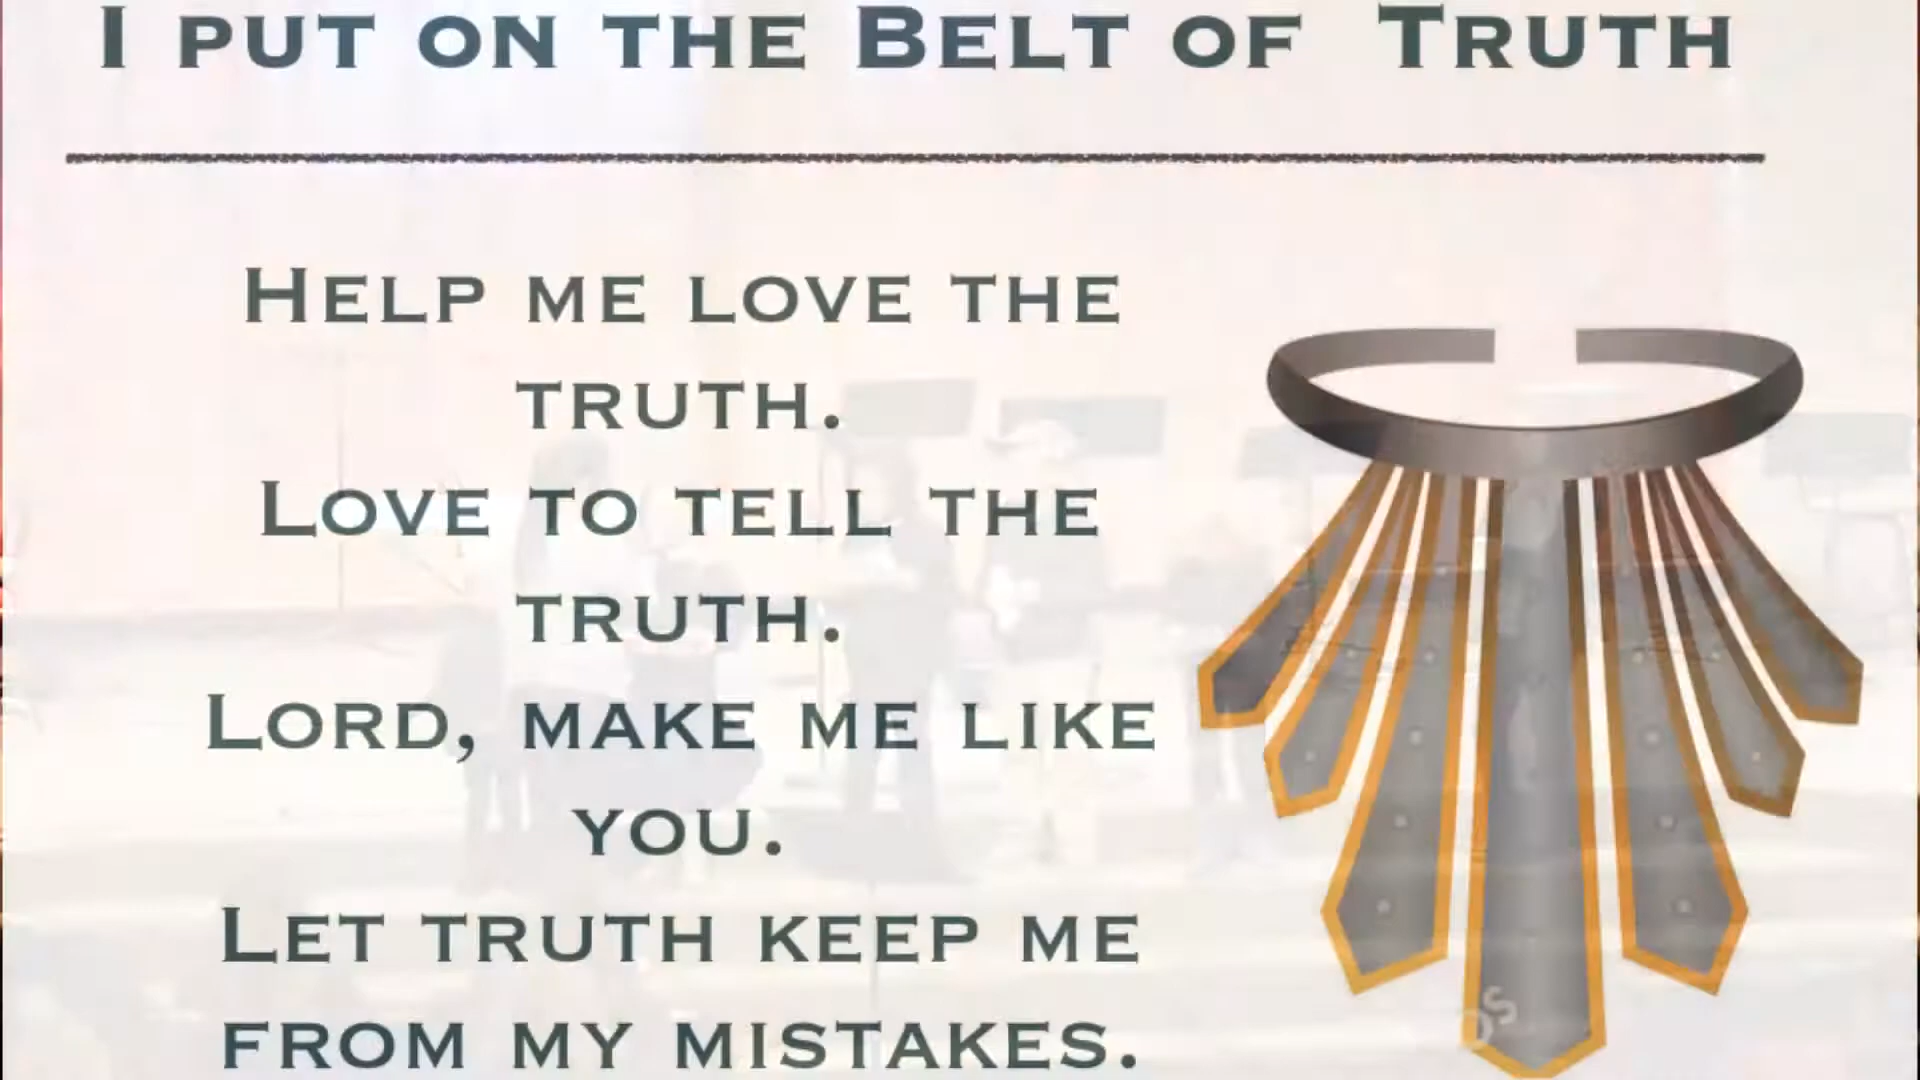 I put on the Belt of Truth
Help me love the
truth.
Love to tell the
truth.
Lord, make me like
you.
Let truth keep me
from my mistakes.